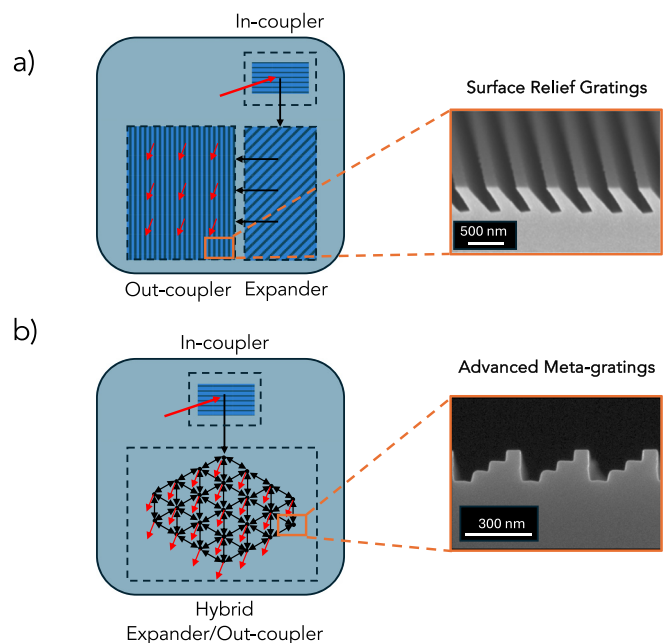 a)
In-coupler
Surface Relief Gratings
500 nm
Out-coupler
Expander
b)
In-coupler
Advanced Meta-gratings
300 nm
Hybrid
Expander/Out-coupler